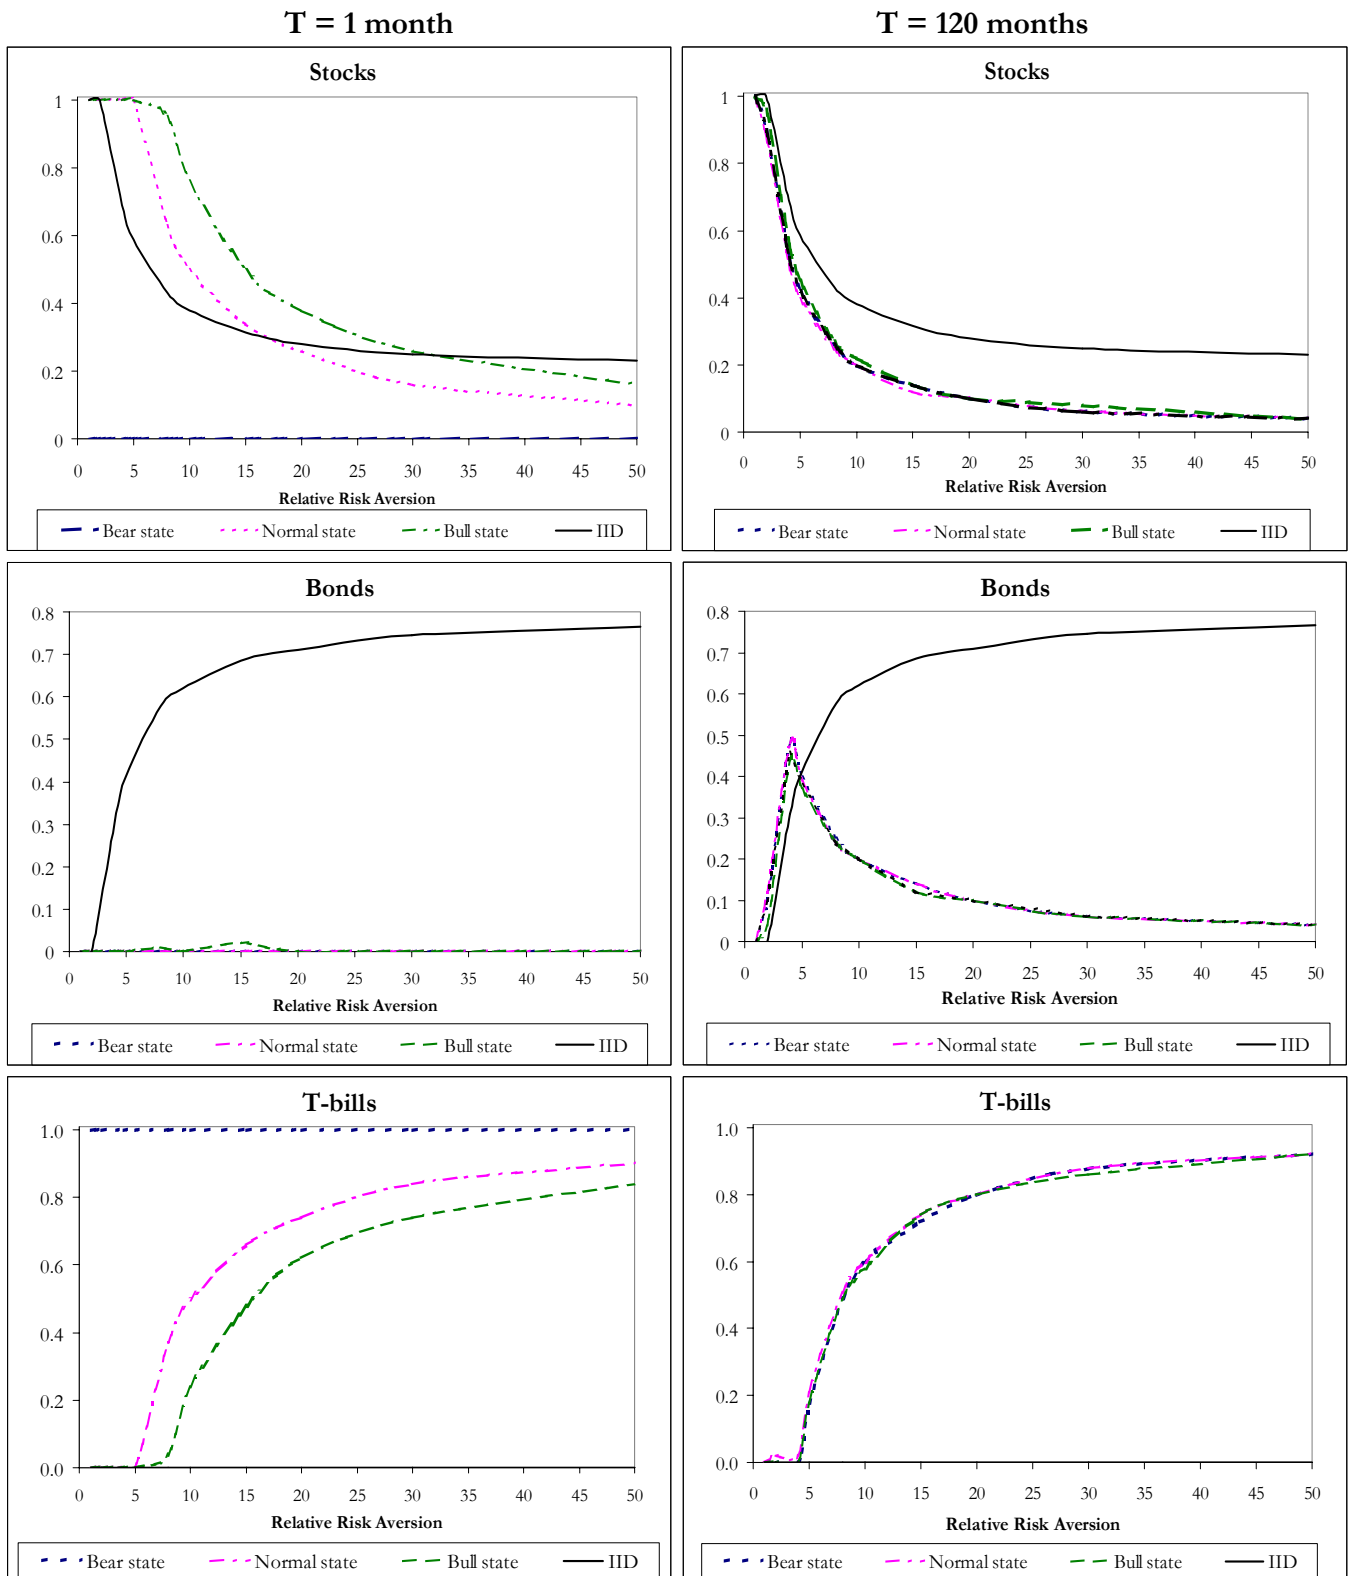 T = 1 month
T = 120 months
Stocks
1
0.8
0.6
0.4
0.2
0
0 5 10 15 20 25 30 35 40 45 50
Relative Risk Aversion
Bear state Normal state Bull state IID
Stocks
1
0.8
0.6
0.4
0.2
0
0 5 10 15 20 25 30 35 40 45 50
Relative Risk Aversion
Bear state Normal state Bull state IID
Bonds
0.8
0.7
0.6
0.5
0.4
0.3
0.2
0.1
0
0 5 10 15 20 25 30 35 40 45 50
Relative Risk Aversion
Bear state Normal state Bull state IID
Bonds
0.8
0.7
0.6
0.5
0.4
0.3
0.2
0.1
0
0 5 10 15 20 25 30 35 40 45 50
Relative Risk Aversion
Bear state Normal state Bull state IID
T-bills
1.0
0.8
0.6
0.4
0.2
0.0
0 5 10 15 20 25 30 35 40 45 50
Relative Risk Aversion
Bear state Normal state Bull state IID
T-bills
1.0
0.8
0.6
0.4
0.2
0.0
0 5 10 15 20 25 30 35 40 45 50
Relative Risk Aversion
Bear state Normal state Bull state IID